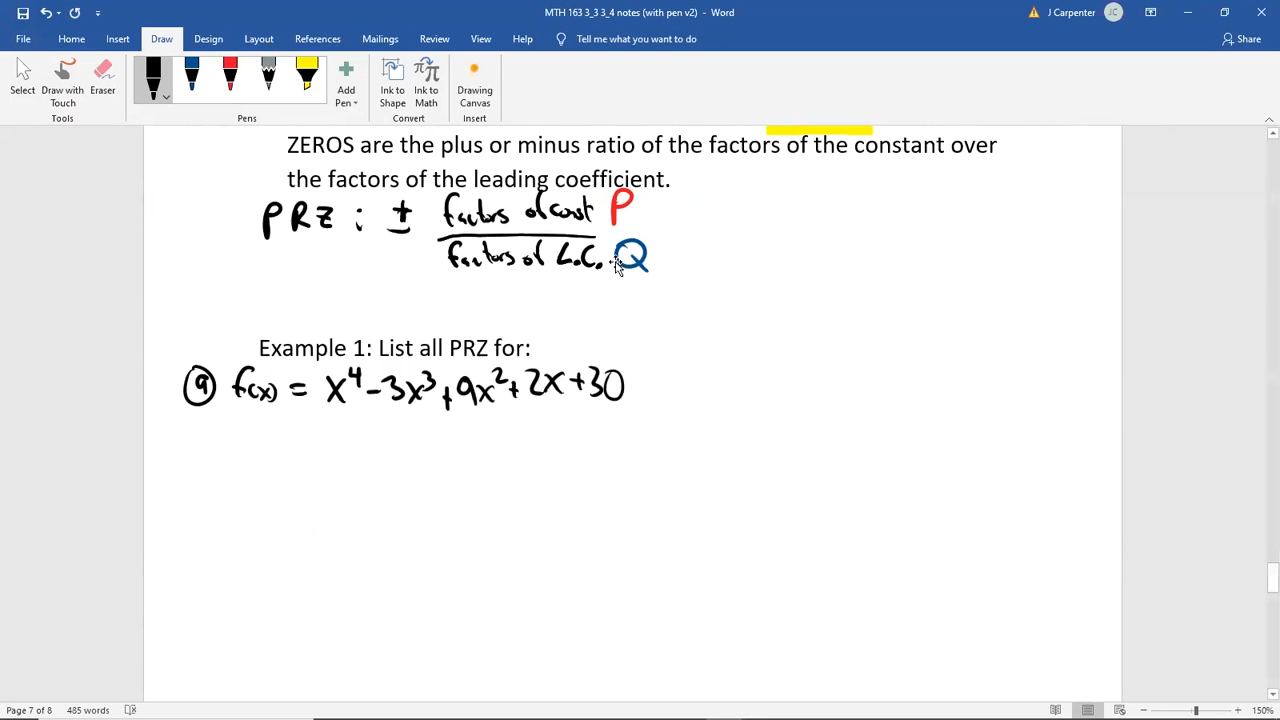 MTH 163 3_3 3_4 notes (with pen v2) - Word
J Carpenter
JC
File Home Insert Draw Design Layout References Mailings Review View Help Tell me what you want to do Share
Select
Draw with Touch
Eraser
Add Pen
Ink to Shape
Ink to Math
Drawing Canvas
Tools Pens Convert Insert
ZEROS are the plus or minus ratio of the factors of the constant over
the factors of the leading coefficient.
PRZ : ± factors of const P
factors of L.C. Q
Example 1: List all PRZ for:
ⓐ f(x) = x⁴ - 3x³ + 9x² + 2x + 30
Page 7 of 8 485 words 150%